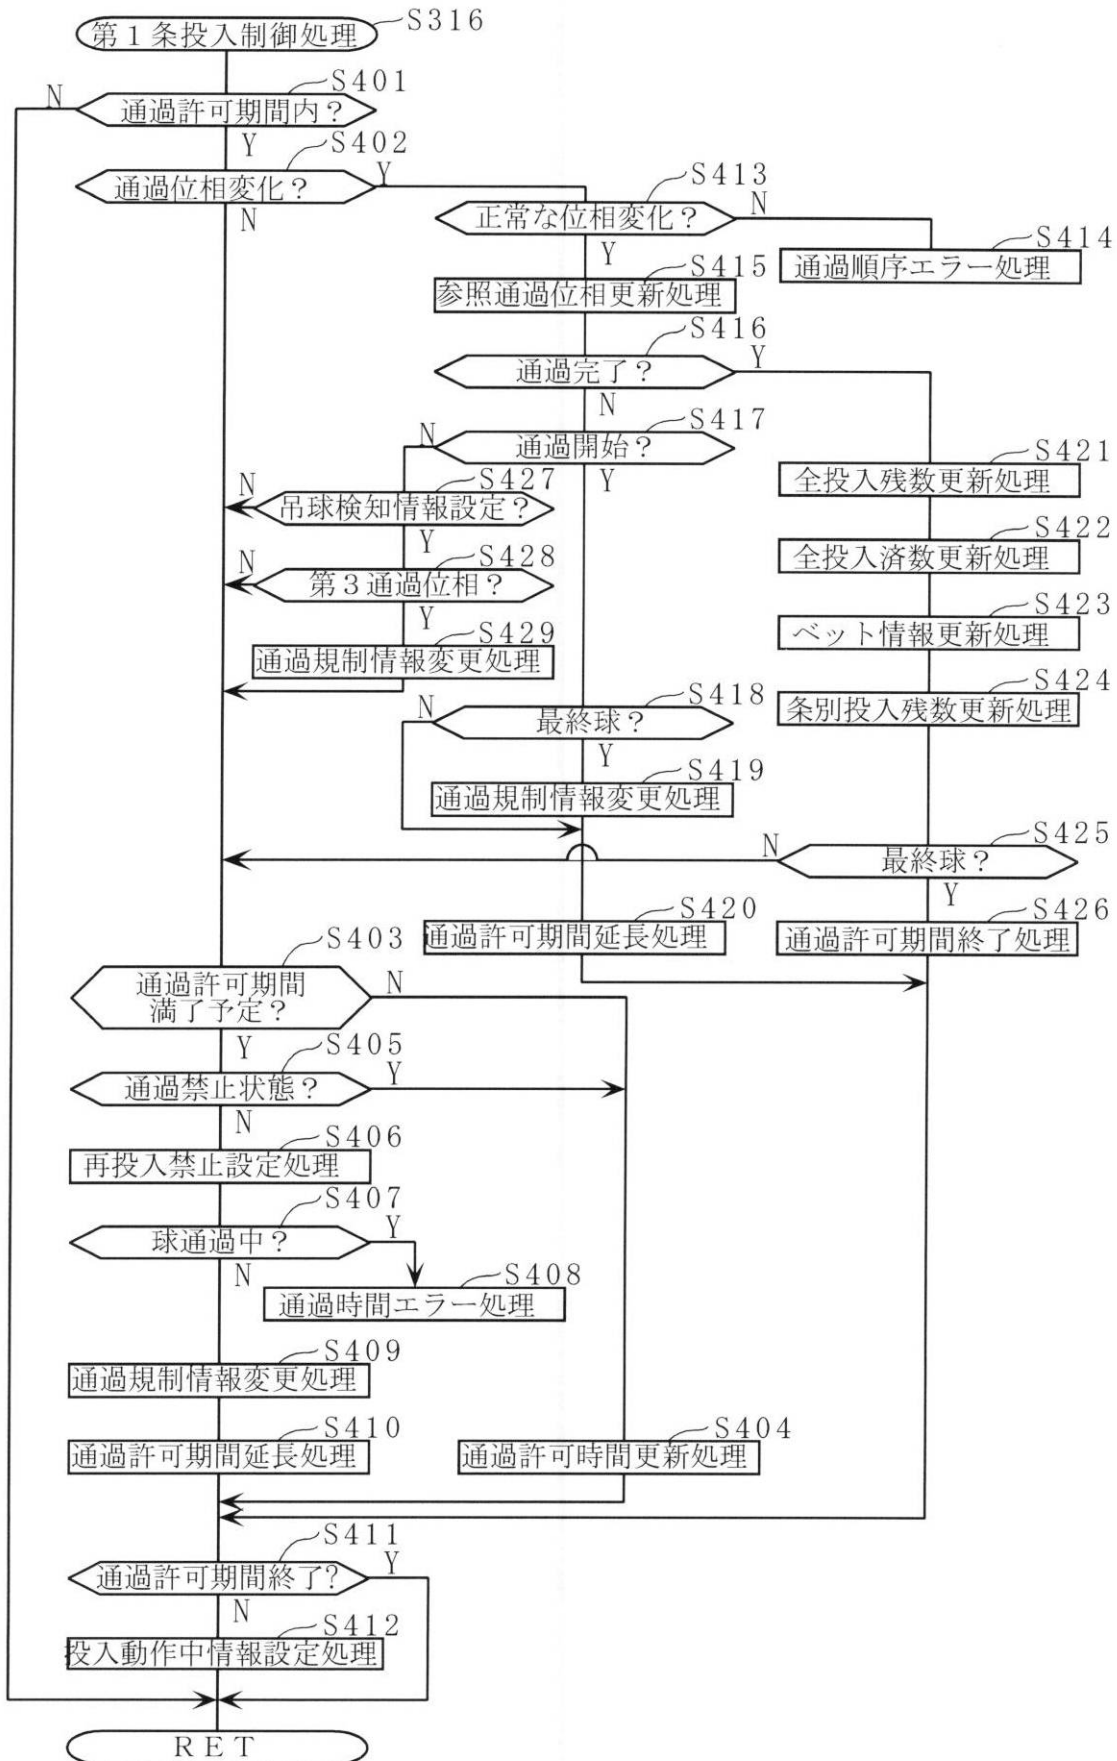 第1条投入制御処理 S316
S401
N 通過許可期間内?
Y S402
通過位相変化? Y
N
S413
正常な位相変化? N
Y
S414
通過順序エラー処理
S415
参照通過位相更新処理
S416
通過完了? Y
N
S417
N 通過開始?
Y
S427
N 吊球検知情報設定?
Y
S428
N 第3通過位相?
Y
S429
通過規制情報変更処理
S421
全投入残数更新処理
S422
全投入済数更新処理
S423
ベット情報更新処理
S424
条別投入残数更新処理
S418
N 最終球?
Y
S419
通過規制情報変更処理
S425
N 最終球?
Y
S420
通過許可期間延長処理
S426
通過許可期間終了処理
S403
通過許可期間
満了予定?
N
Y
S405
通過禁止状態? Y
N
S406
再投入禁止設定処理
S407
球通過中? Y
N
S408
通過時間エラー処理
S409
通過規制情報変更処理
S410
通過許可期間延長処理
S404
通過許可時間更新処理
S411
通過許可期間終了? Y
N
S412
投入動作中情報設定処理
RET